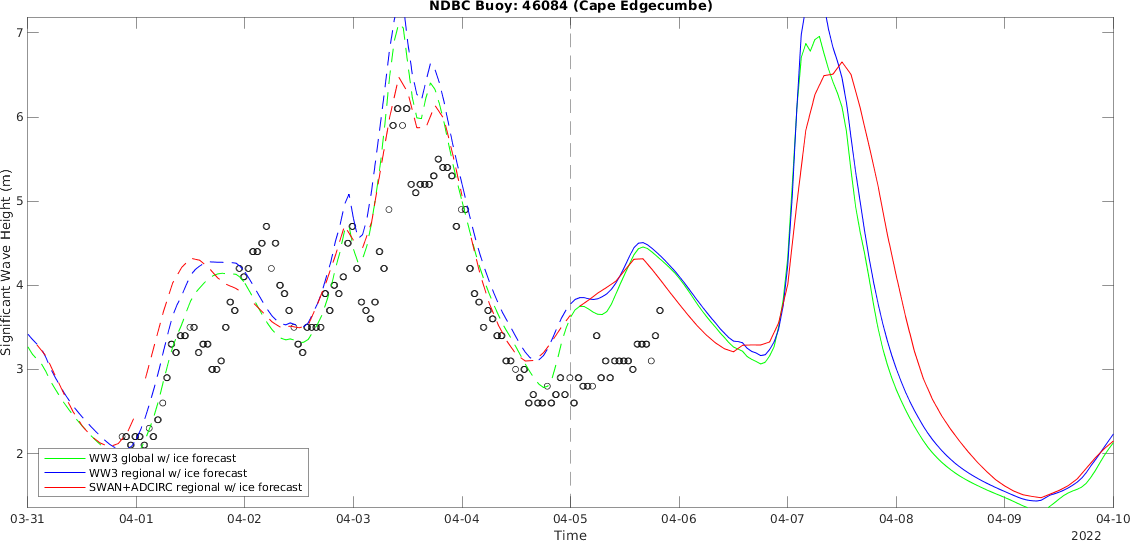 NDBC Buoy: 46084 (Cape Edgecumbe)
Significant Wave Height (m)
7
6
5
4
3
2
WW3 global w/ ice forecast
WW3 regional w/ ice forecast
SWAN+ADCIRC regional w/ ice forecast
03-31 04-01 04-02 04-03 04-04 04-05 04-06 04-07 04-08 04-09 04-10
Time
2022